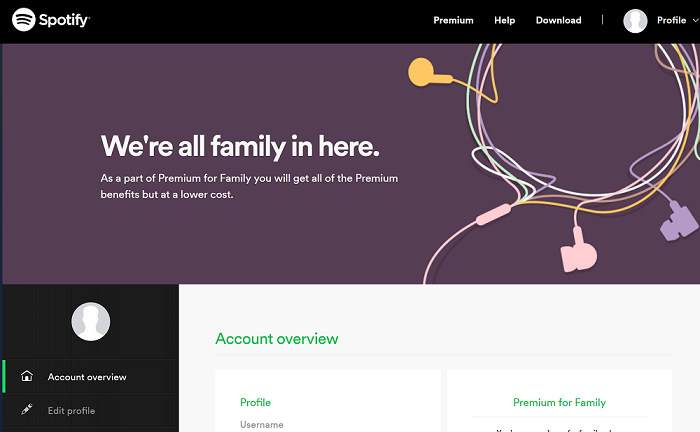 Spotify
Premium Help Download | Profile
We're all family in here.
As a part of Premium for Family you will get all of the Premium
benefits but at a lower cost.
Account overview
Account overview
Edit profile
Profile
Username
Premium for Family